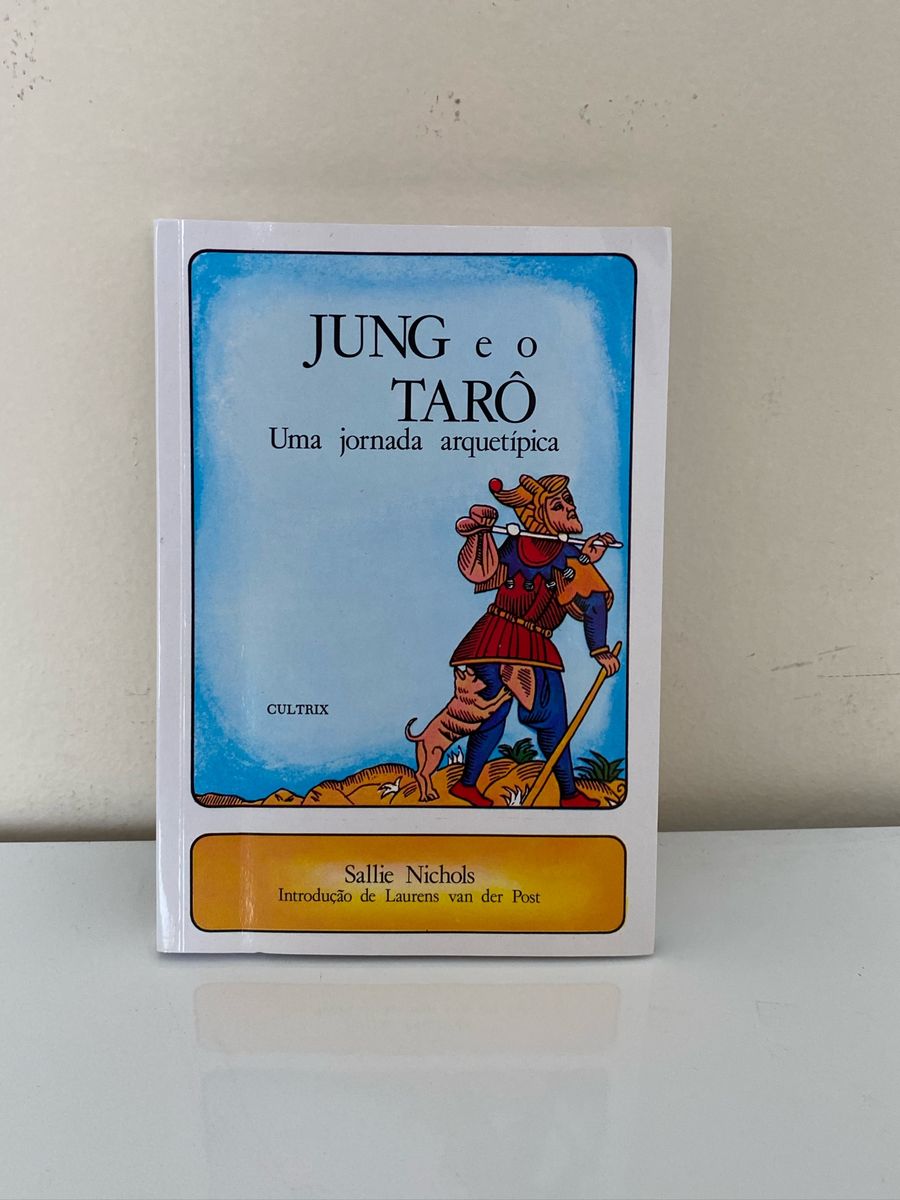 JUNG e o
TARÔ
Uma jornada arquetípica
CULTRIX
Sallie Nichols
Introdução de Laurens van der Post